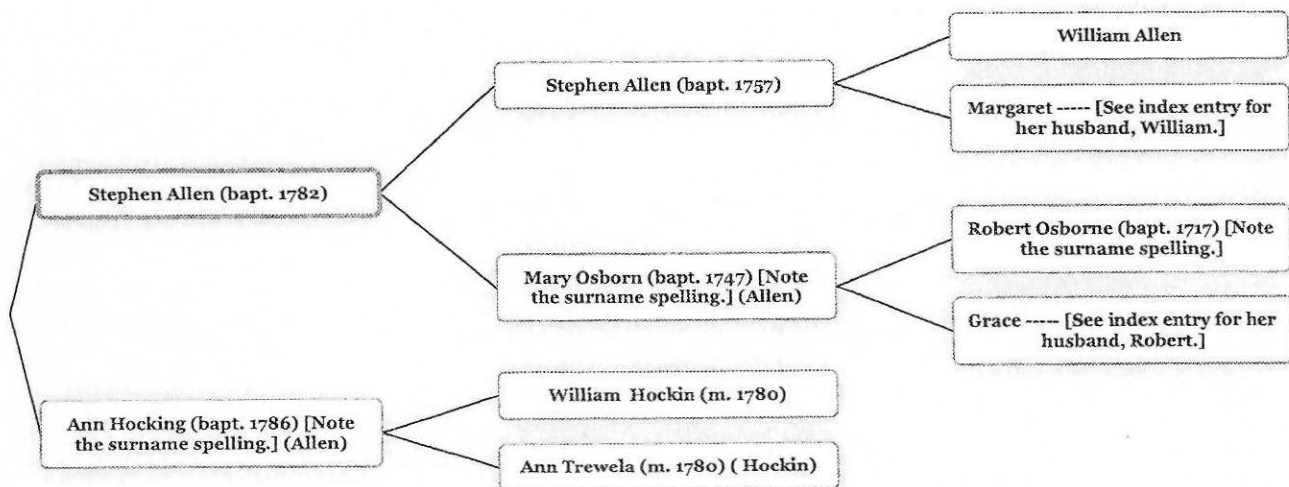 William Allen
Stephen Allen (bapt. 1757)
Margaret ----- [See index entry for
her husband, William.]
Stephen Allen (bapt. 1782)
Robert Osborne (bapt. 1717) [Note
the surname spelling.]
Mary Osborn (bapt. 1747) [Note
the surname spelling.] (Allen)
Grace ----- [See index entry for her
husband, Robert.]
William  Hockin (m. 1780)
Ann Hocking (bapt. 1786) [Note
the surname spelling.] (Allen)
Ann Trewela (m. 1780) ( Hockin)